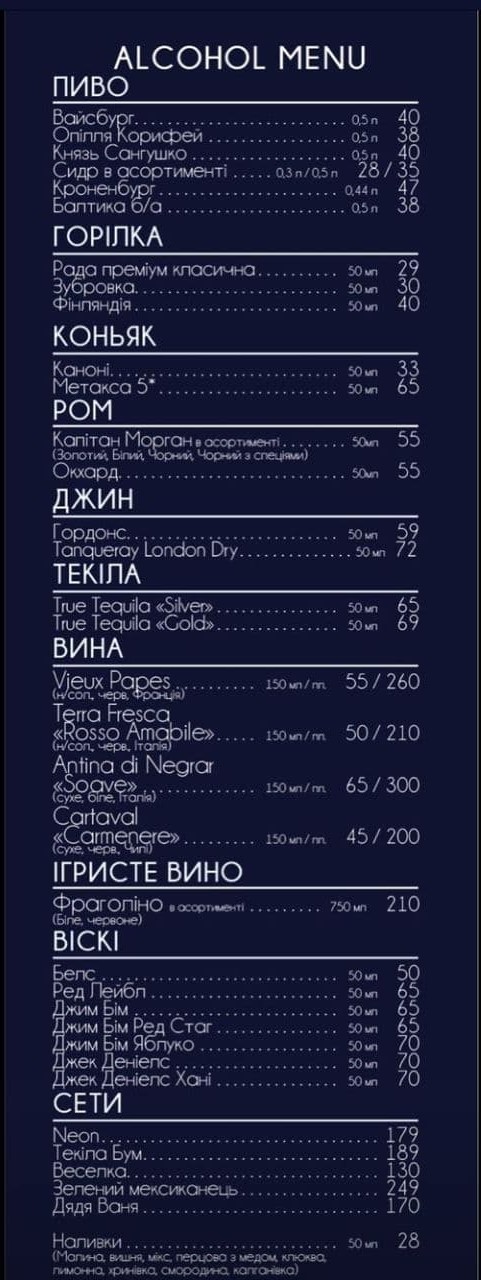 ALCOHOL MENU
ПИВО
Вайсбург 0,5 л 40
Опілля Корифей 0,5 л 38
Князь Сангушко 0,5 л 40
Сидр в асортименті 0,3 л / 0,5 л 28 / 35
Кроненбург 0,44 л 47
Балтика б/а 0,5 л 38
ГОРІЛКА
Рада преміум класична 50 мл 29
Зубровка 50 мл 30
Фінляндія 50 мл 40
КОНЬЯК
Каноні 50 мл 33
Метакса 5* 50 мл 65
РОМ
Капітан Морган в асортименті 50мл 55
(Золотий, Білий, Чорний, Чорний з спеціями)
Окхард 50мл 55
ДЖИН
Гордонс 50 мл 59
Tanqueray London Dry 50 мл 72
ТЕКІЛА
True Tequila «Silver» 50 мл 65
True Tequila «Gold» 50 мл 69
ВИНА
Vieux Papes 150 мл / пл. 55 / 260
(н/сол., черв, Франція)
Terra Fresca
«Rosso Amabile» 150 мл / пл. 50 / 210
(н/сол., черв., Італія)
Antina di Negrar
«Soave» 150 мл / пл. 65 / 300
(сухе, біле, Італія)
Cartaval
«Carmenere» 150 мл / пл. 45 / 200
(сухе, черв., Чилі)
ІГРИСТЕ ВИНО
Фраголіно в асортименті 750 мл 210
(Біле, червоне)
ВІСКІ
Белс 50 мл 50
Ред Лейбл 50 мл 65
Джим Бім 50 мл 65
Джим Бім Ред Стаг 50 мл 65
Джим Бім Яблуко 50 мл 70
Джек Деніелс 50 мл 70
Джек Деніелс Хані 50 мл 70
СЕТИ
Neon 179
Текіла Бум 189
Веселка 130
Зелений мексиканець 249
Дядя Ваня 170
Наливки 50 мл 28
(Малина, вишня, мікс, перцова з медом, клюква,
лимонна, хринівка, смородина, калганівка)